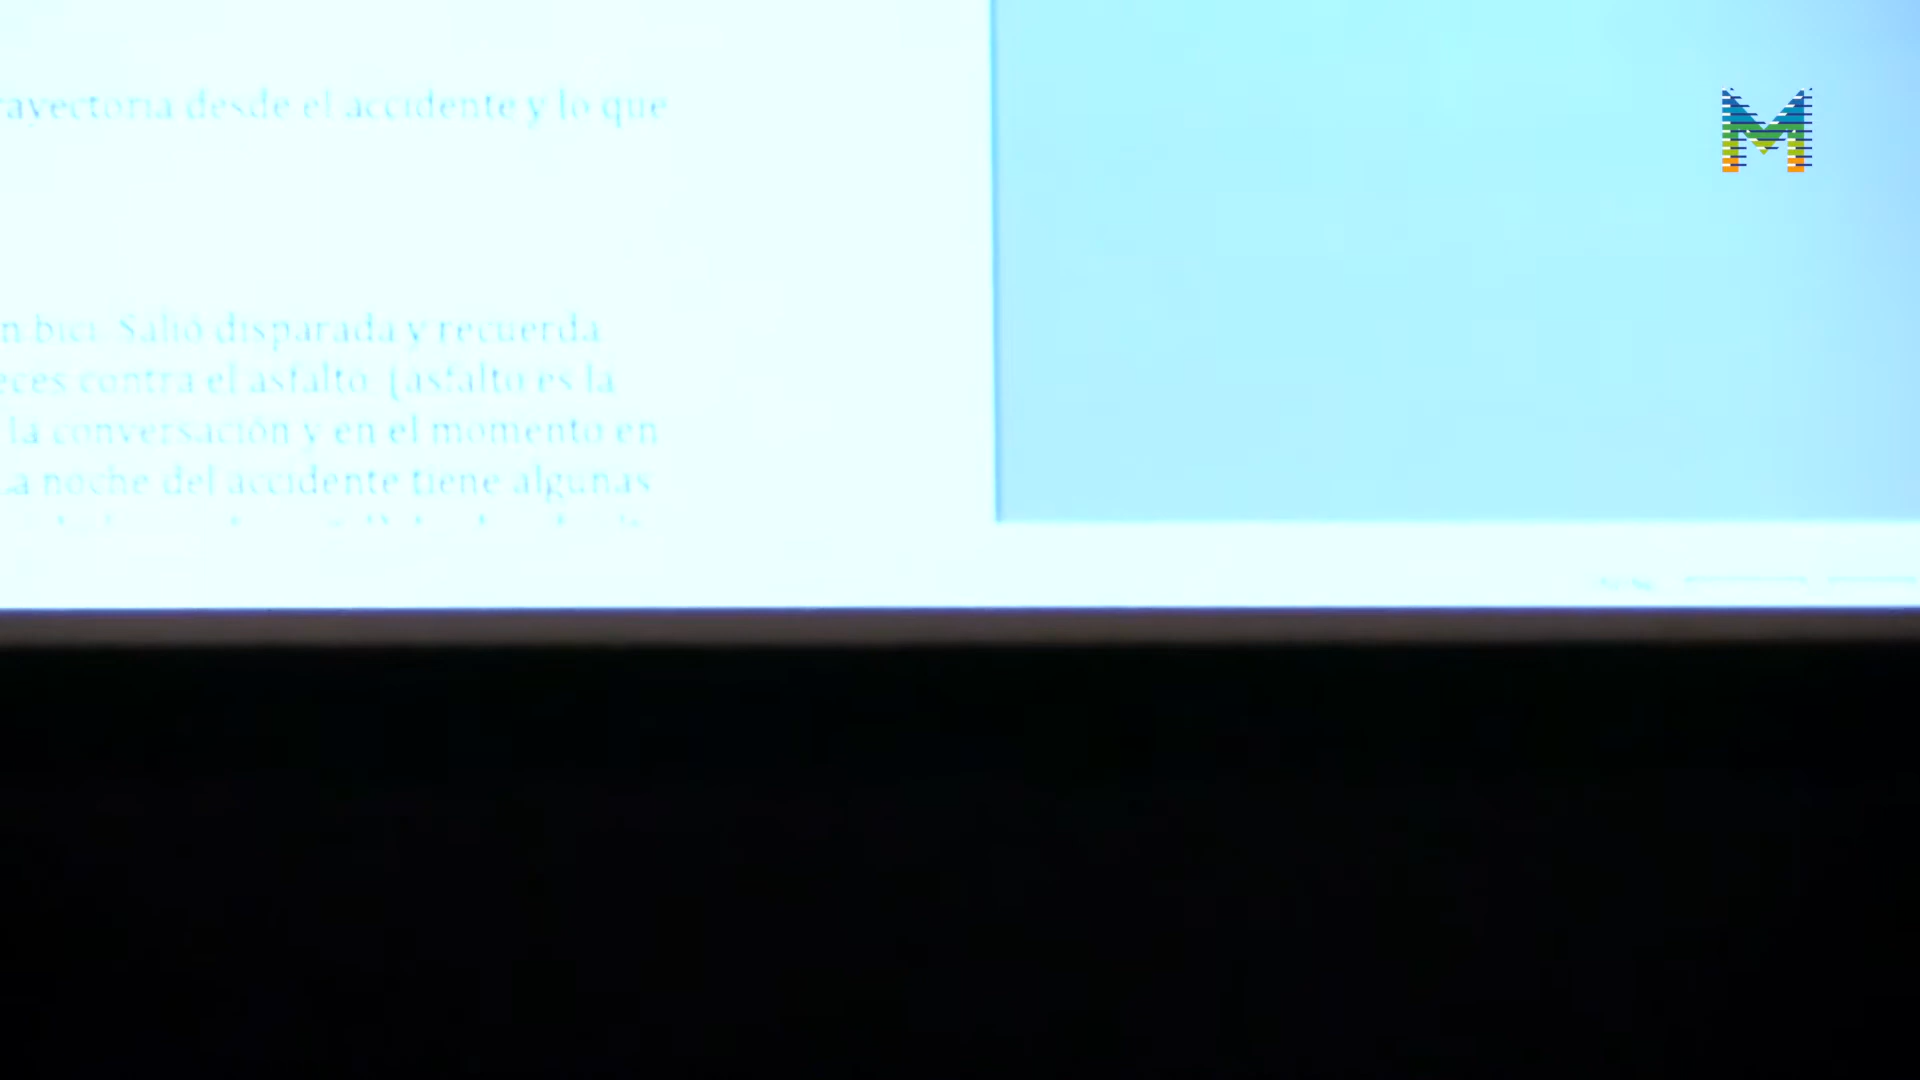 rayectoria desde el accidente y lo que
n bici. Salió disparada y recuerda
eces contra el asfalto. [asfalto es la
la conversación y en el momento en
La noche del accidente tiene algunas
M